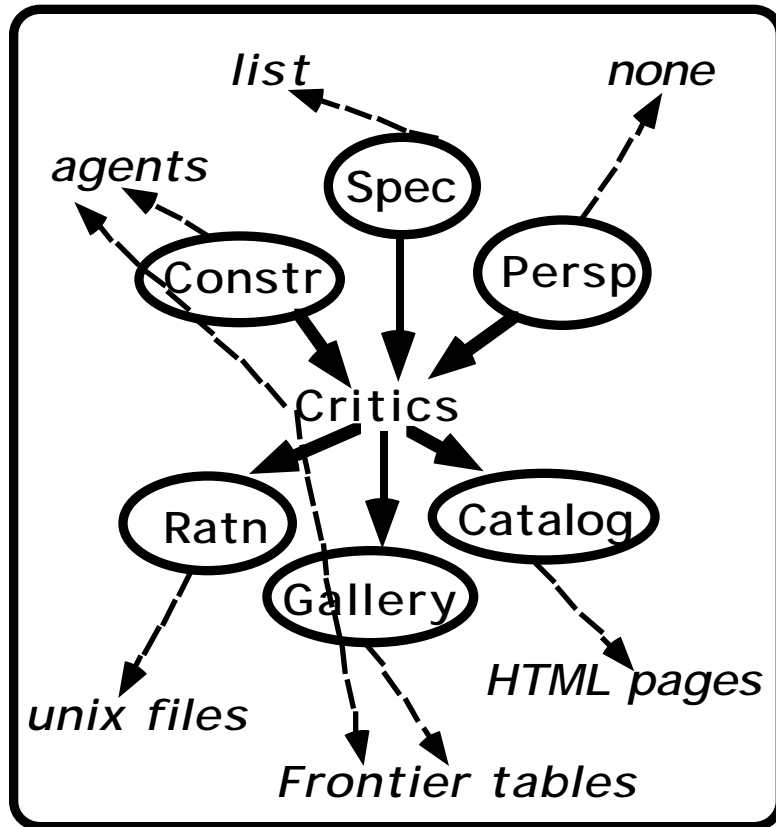 list
none
agents
Spec
Constr
Persp
Critics
Ratn
Catalog
Gallery
HTML pages
unix files
Frontier tables